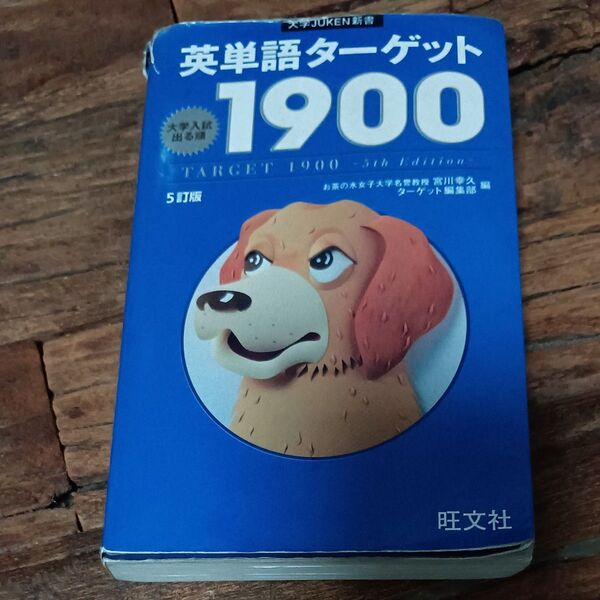 大学JUKEN新書
英単語ターゲット
1900
大学入試
出る順
TARGET 1900 -5th Edition-
5訂版
お茶の水女子大学名誉教授 宮川幸久
ターゲット編集部 編
旺文社